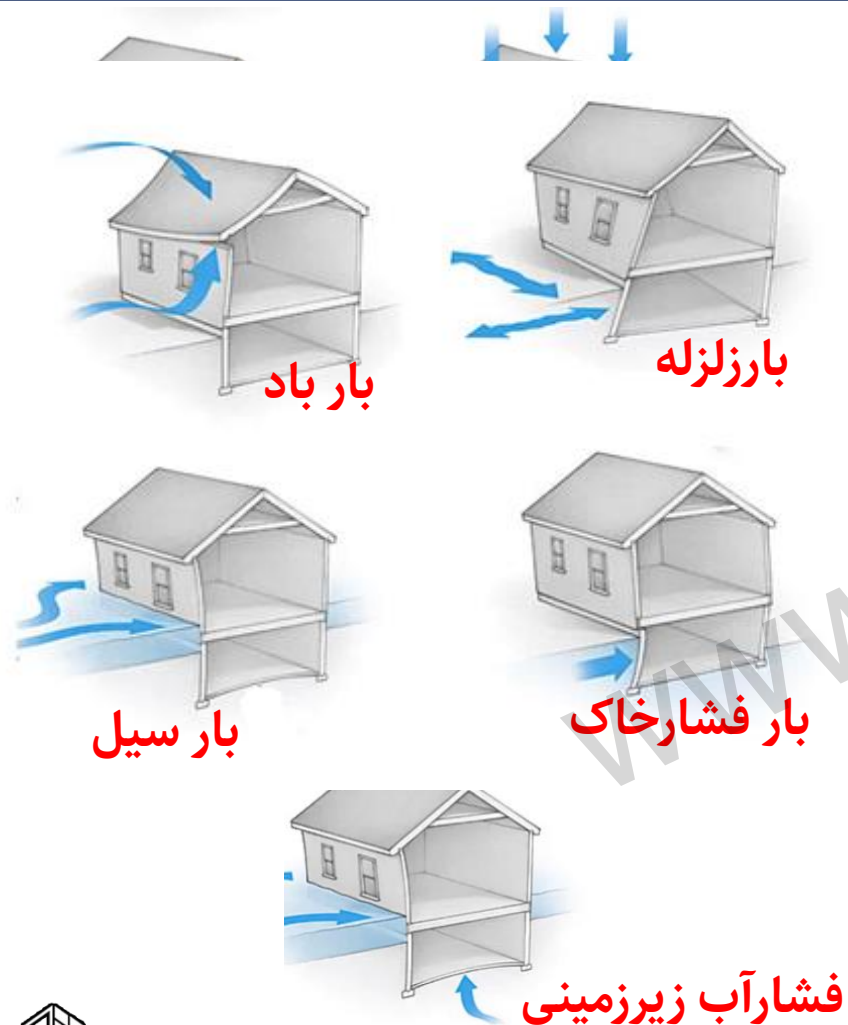 بارزلزله
بار باد
بار فشارخاک
بار سیل
فشارآب زیرزمینی